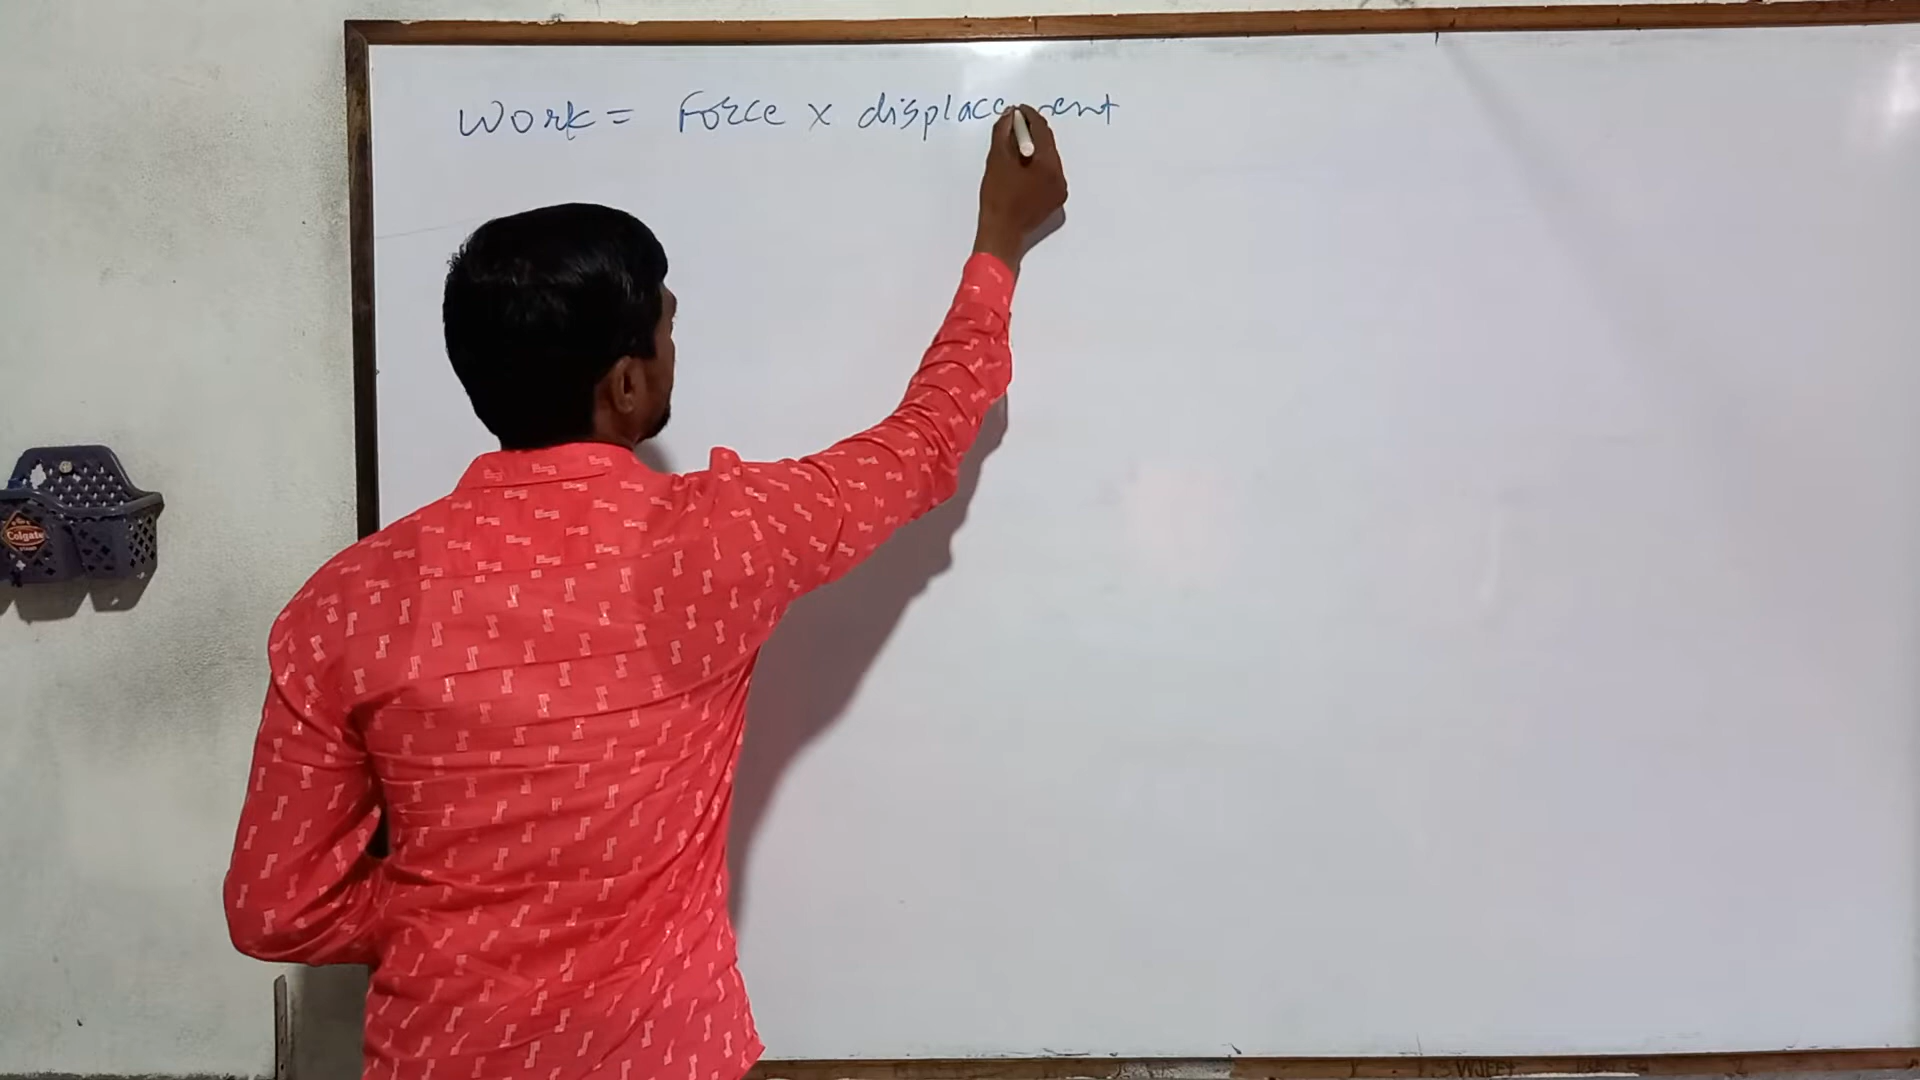 Work = Force × displacement
Colgate